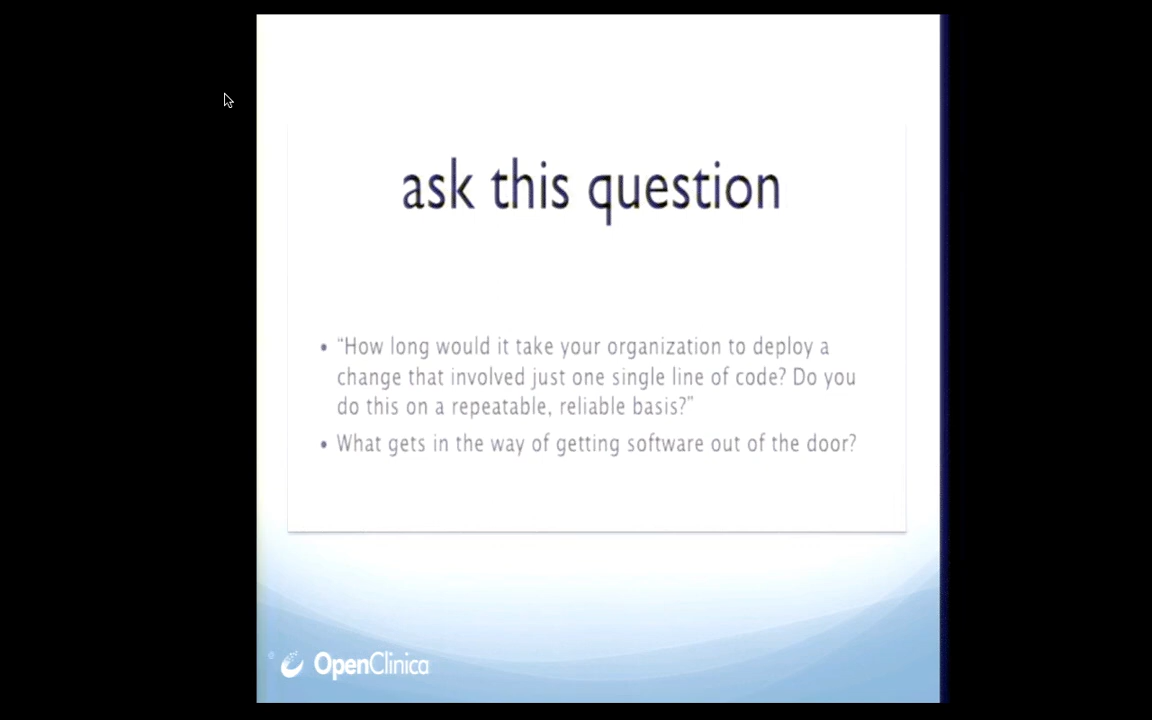 ask this question
• “How long would it take your organization to deploy a
change that involved just one single line of code? Do you
do this on a repeatable, reliable basis?”
• What gets in the way of getting software out of the door?
OpenClinica